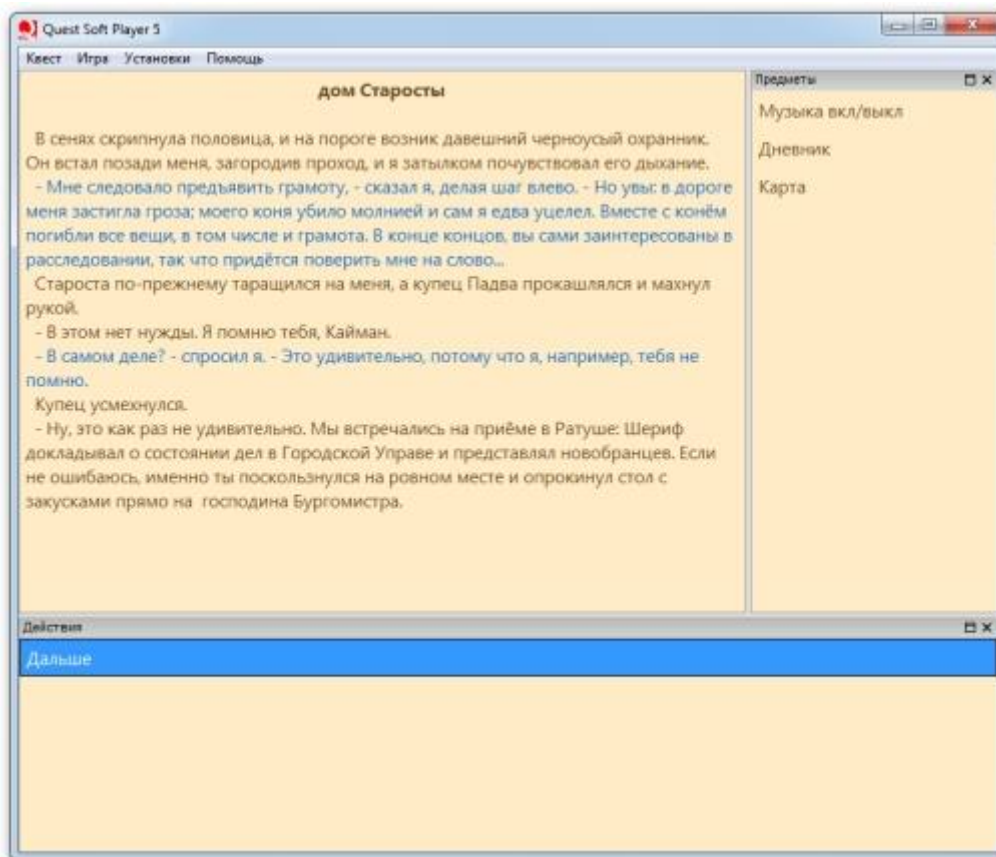 Quest Soft Player 5
Квест Игра Установки Помощь
дом Старосты
В сенях скрипнула половица, и на пороге возник давешний черноусый охранник.
Он встал позади меня, загородив проход, и я затылком почувствовал его дыхание.
- Мне следовало предъявить грамоту, - сказал я, делая шаг влево. - Но увы: в дороге
меня застигла гроза; моего коня убило молнией и сам я едва уцелел. Вместе с конём
погибли все вещи, в том числе и грамота. В конце концов, вы сами заинтересованы в
расследовании, так что придётся поверить мне на слово...
Староста по-прежнему таращился на меня, а купец Падва прокашлялся и махнул
рукой.
- В этом нет нужды. Я помню тебя, Кайман.
- В самом деле? - спросил я. - Это удивительно, потому что я, например, тебя не
помню.
Купец усмехнулся.
- Ну, это как раз не удивительно. Мы встречались на приёме в Ратуше: Шериф
докладывал о состоянии дел в Городской Управе и представлял новобранцев. Если
не ошибаюсь, именно ты поскользнулся на ровном месте и опрокинул стол с
закусками прямо на господина Бургомистра.
Предметы
Музыка вкл/выкл
Дневник
Карта
Действия
Дальше